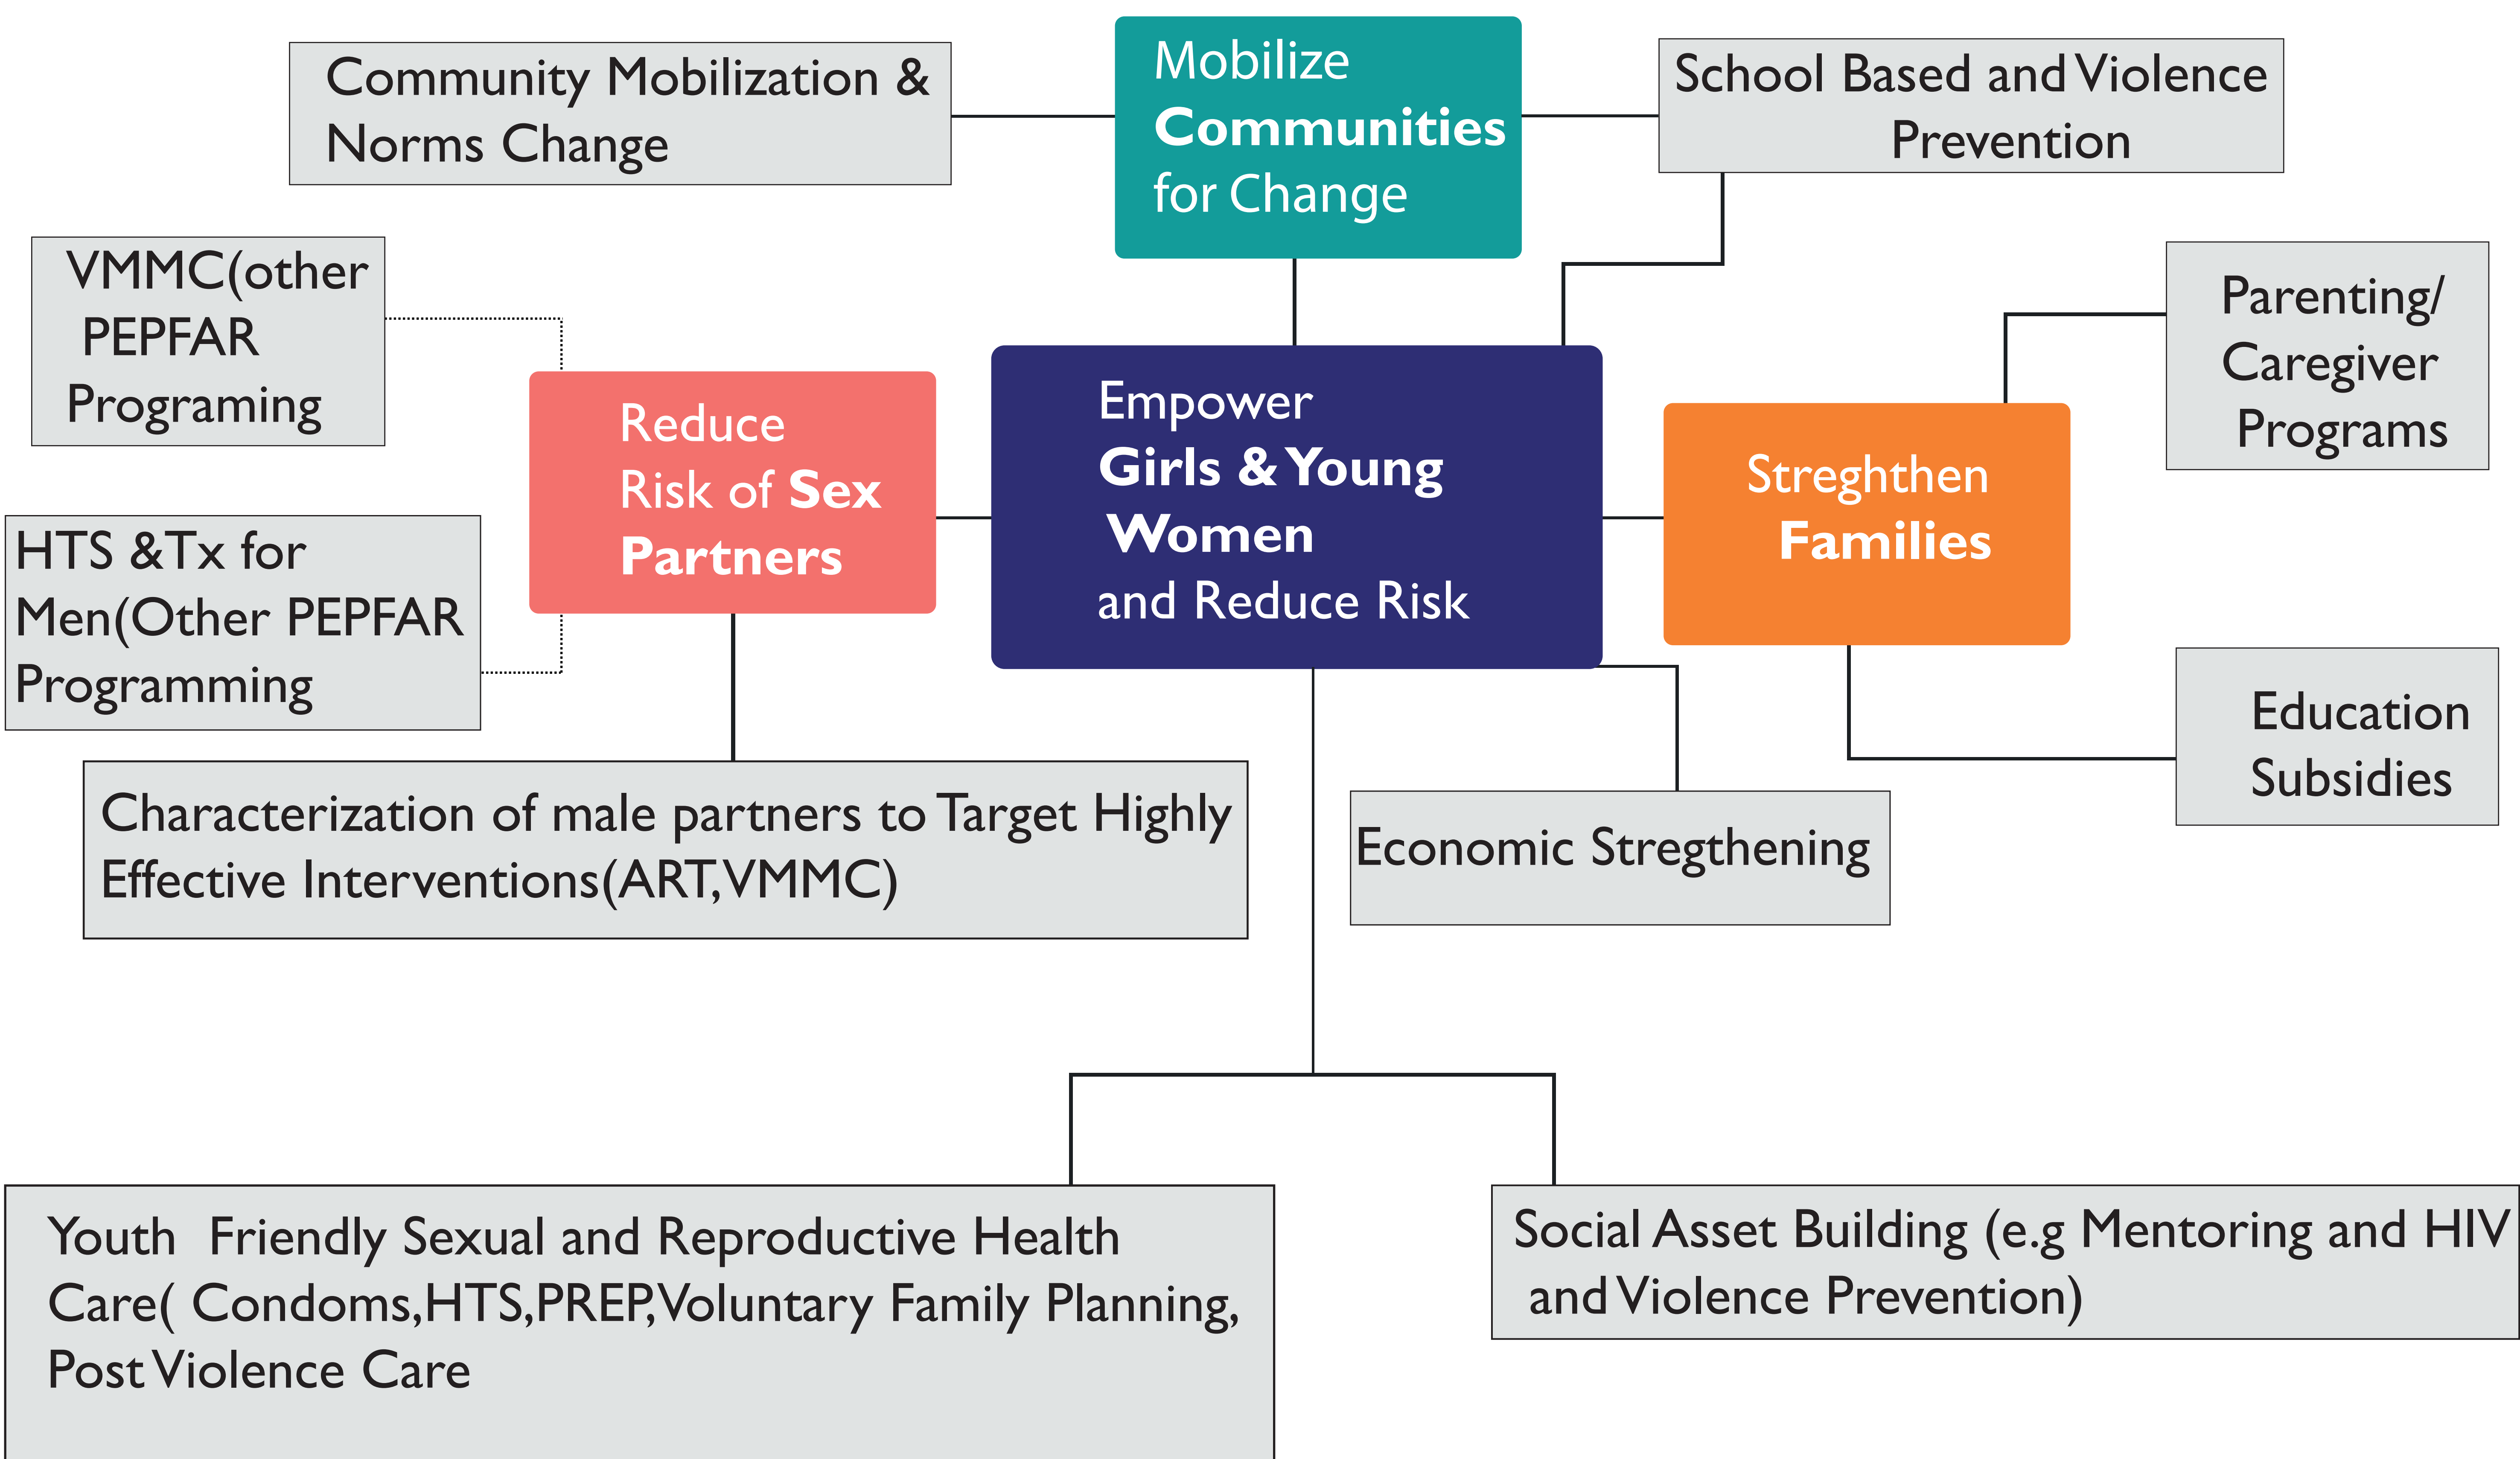 Community Mobilization &
Norms Change
Mobilize
Communities
for Change
School Based and Violence
Prevention
VMMC(other
PEPFAR
Programing
Parenting/
Caregiver
Programs
Reduce
Risk of Sex
Partners
Empower
Girls & Young
Women
and Reduce Risk
Streghthen
Families
HTS &Tx for
Men(Other PEPFAR
Programming
Education
Subsidies
Characterization of male partners to Target Highly
Effective Interventions(ART,VMMC)
Economic Stregthening
Youth Friendly Sexual and Reproductive Health
Care( Condoms,HTS,PREP,Voluntary Family Planning,
Post Violence Care
Social Asset Building (e.g Mentoring and HIV
and Violence Prevention)